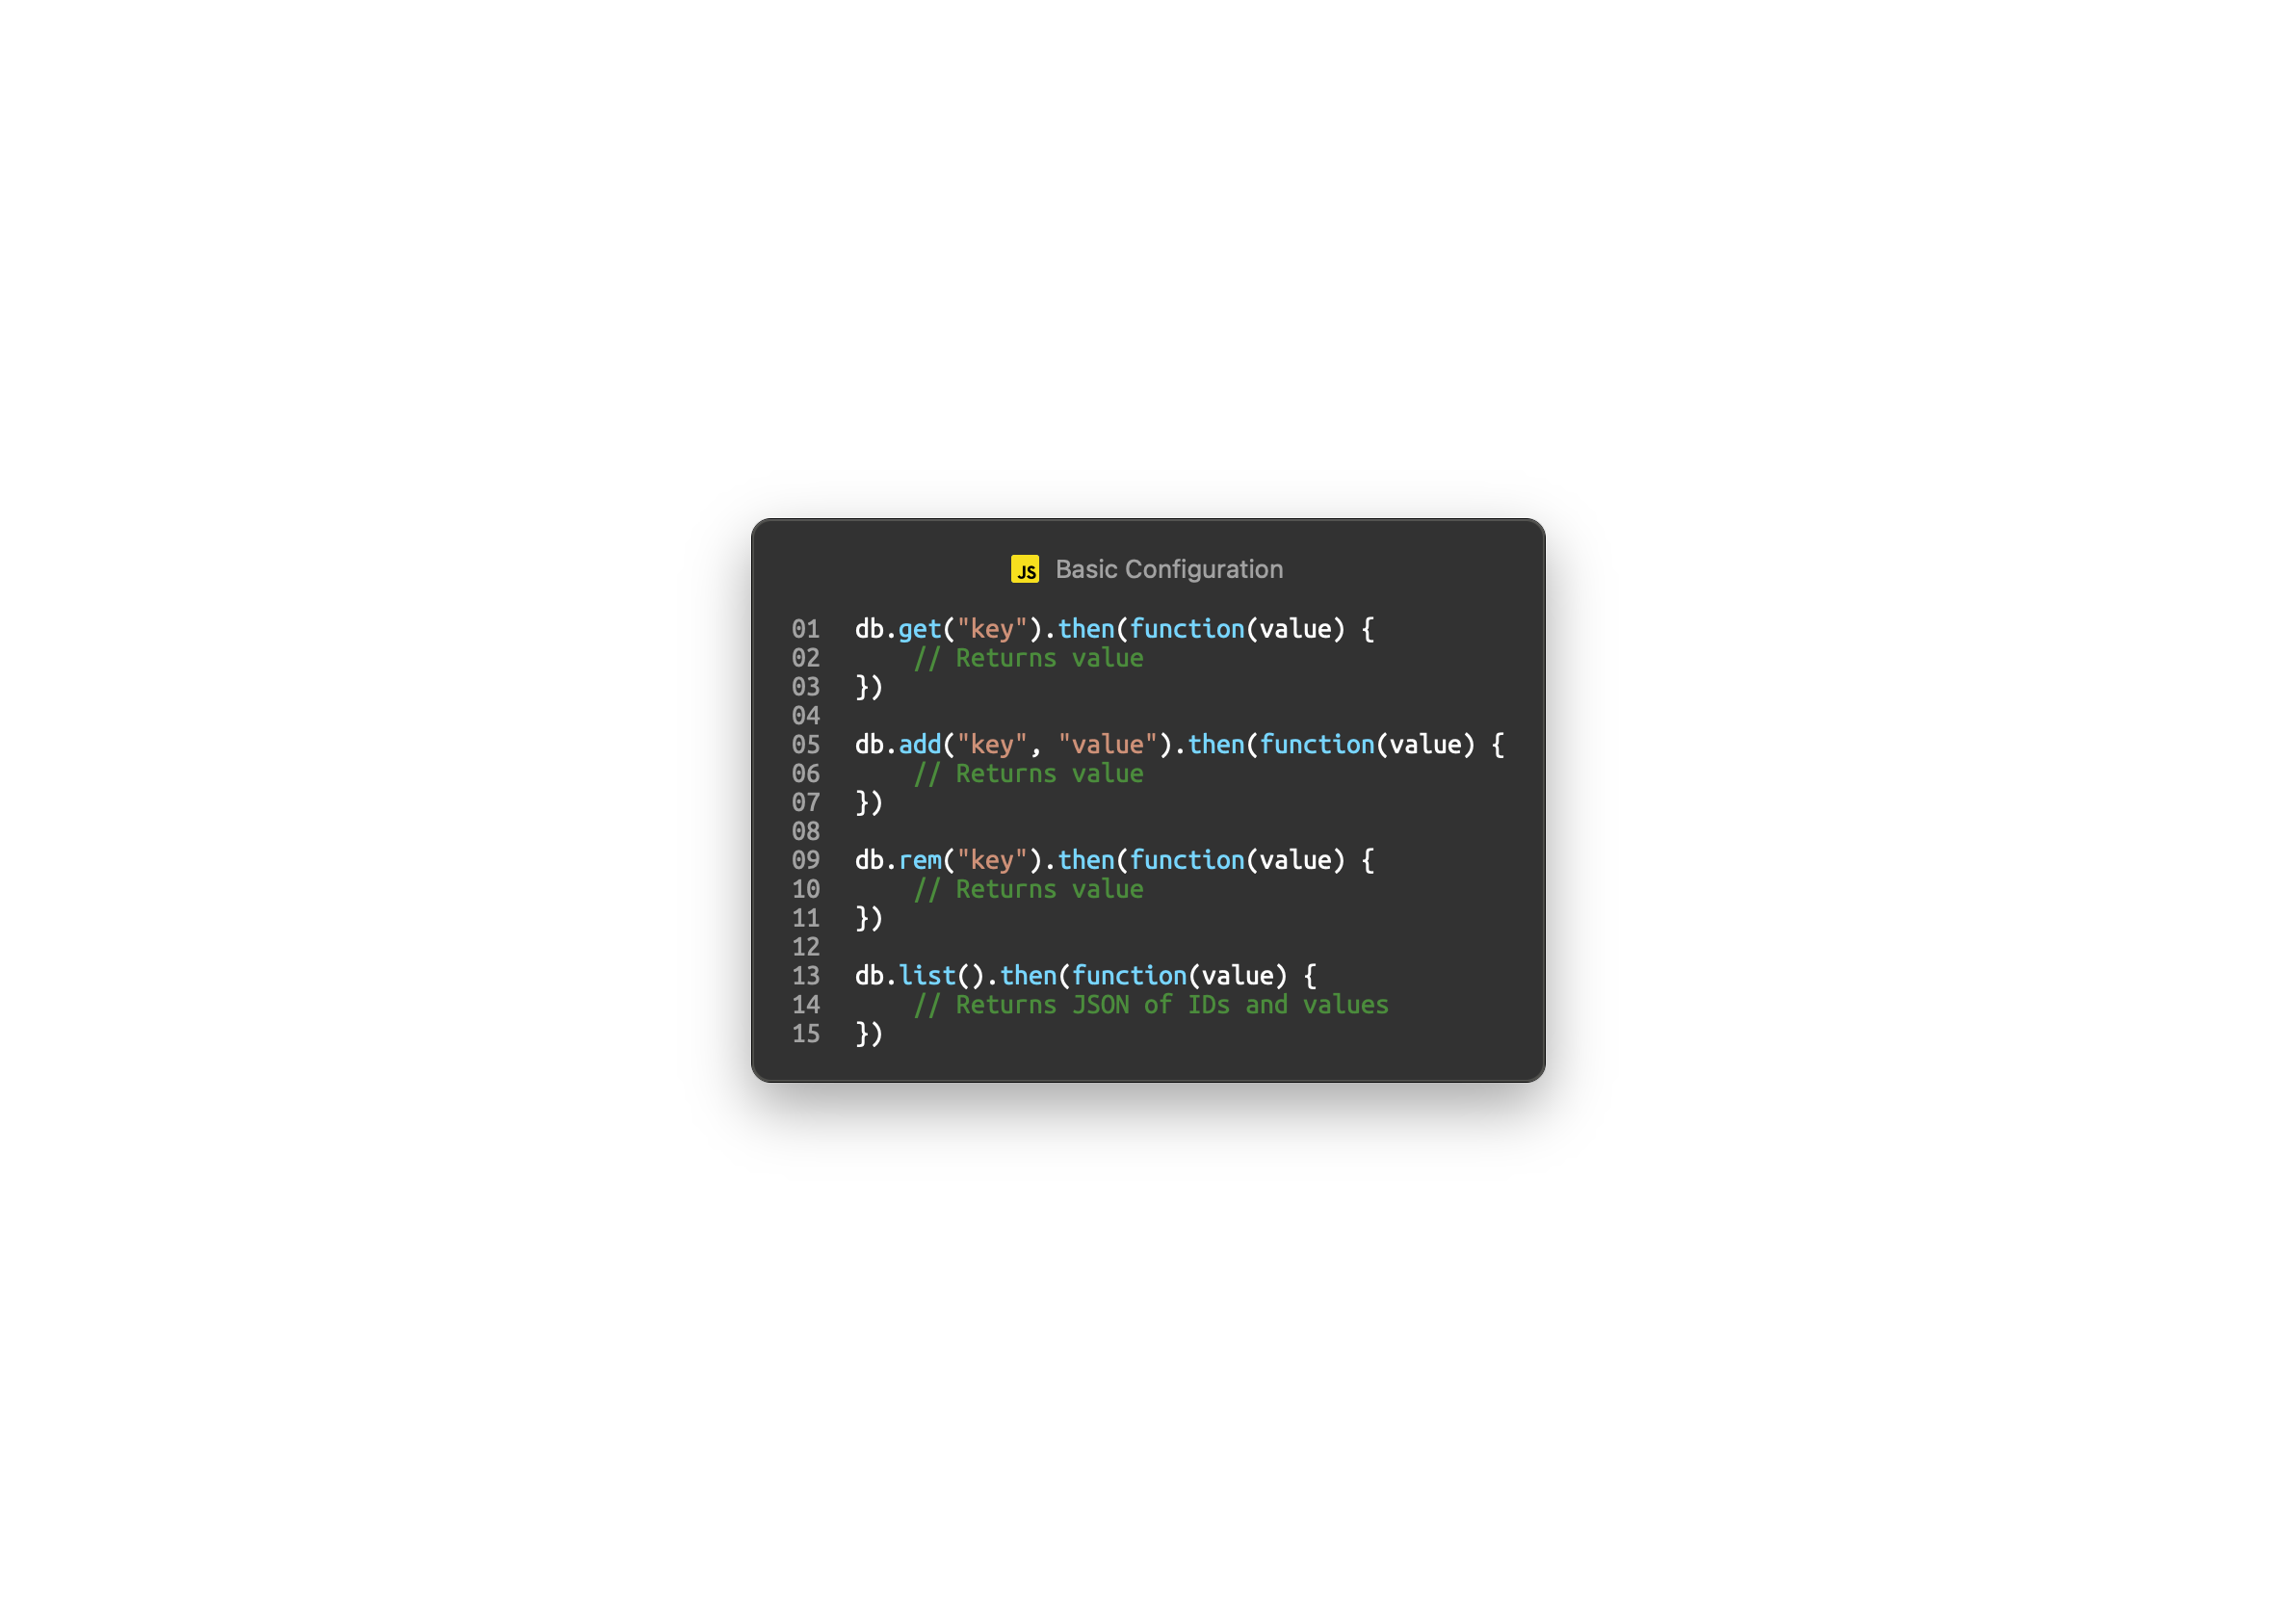 JS Basic Configuration
01 db.get("key").then(function(value) {
02     // Returns value
03 })
04
05 db.add("key", "value").then(function(value) {
06     // Returns value
07 })
08
09 db.rem("key").then(function(value) {
10     // Returns value
11 })
12
13 db.list().then(function(value) {
14     // Returns JSON of IDs and values
15 })